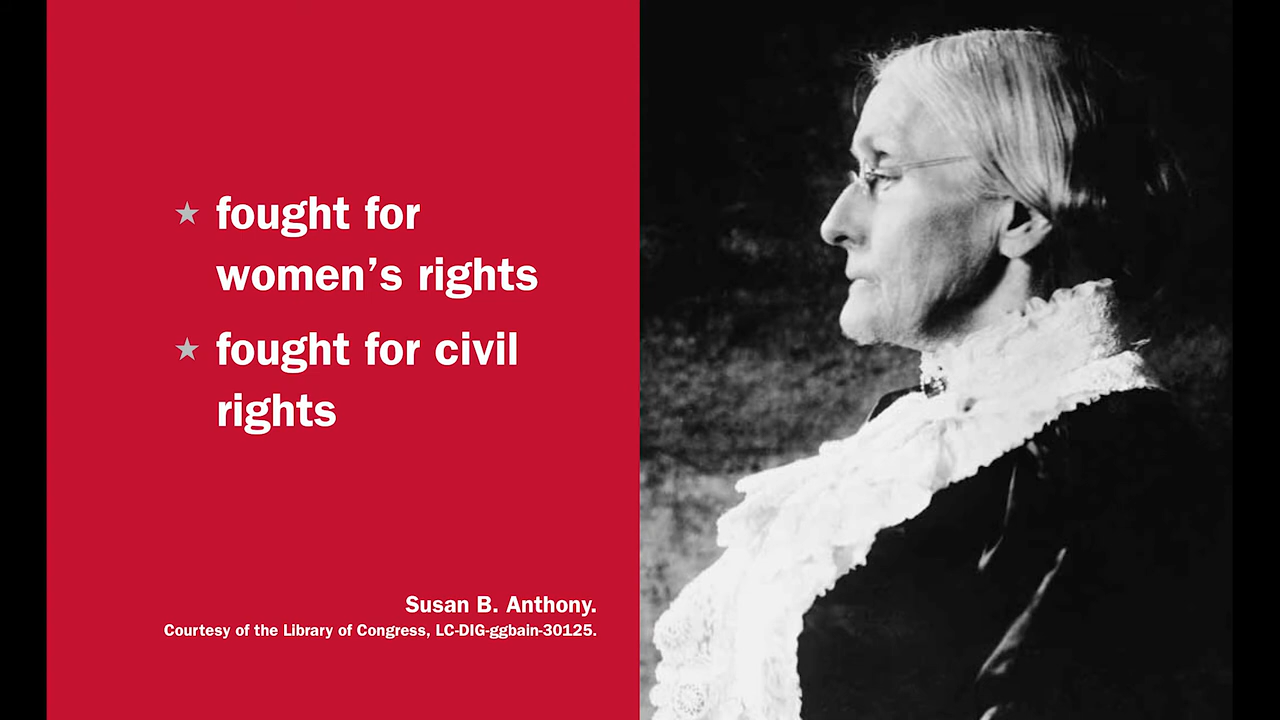 fought for
women’s rights
fought for civil
rights
Susan B. Anthony.
Courtesy of the Library of Congress, LC-DIG-ggbain-30125.